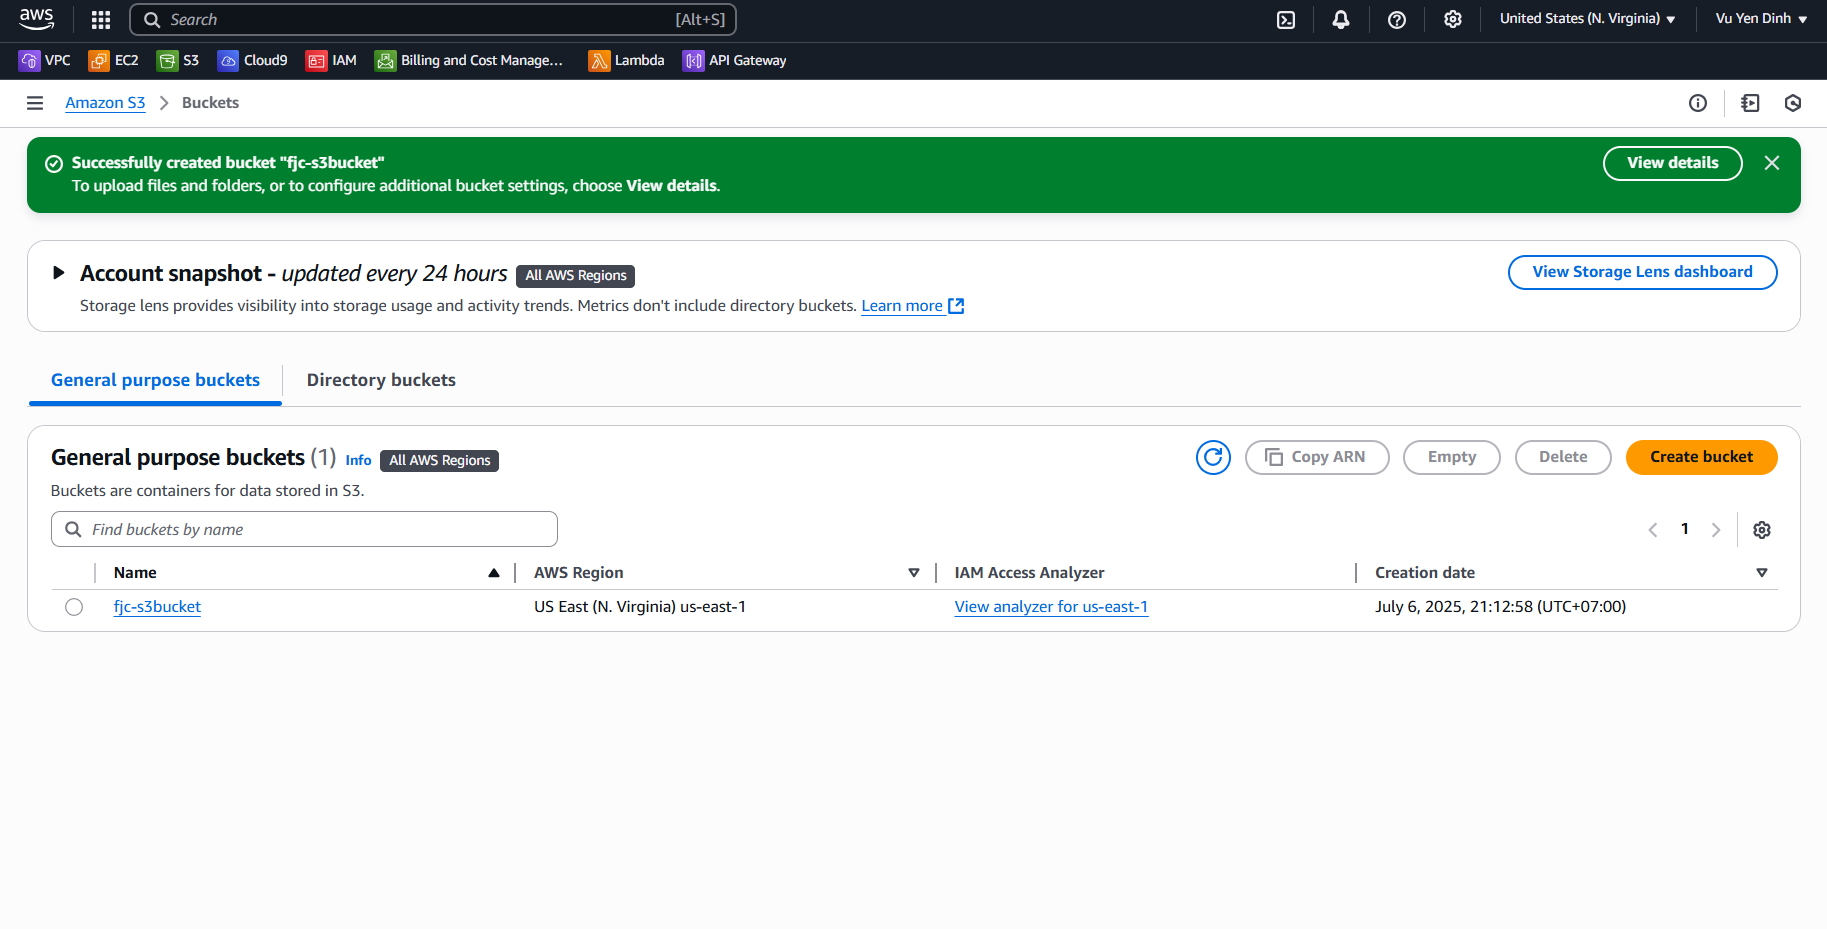 aws
Search [Alt+S]
United States (N. Virginia)
Vu Yen Dinh
VPC EC2 S3 Cloud9 IAM Billing and Cost Manage... Lambda API Gateway
Amazon S3 > Buckets
Successfully created bucket "fjc-s3bucket"
To upload files and folders, or to configure additional bucket settings, choose View details.
View details
Account snapshot - updated every 24 hours All AWS Regions
Storage lens provides visibility into storage usage and activity trends. Metrics don't include directory buckets. Learn more
View Storage Lens dashboard
General purpose buckets Directory buckets
General purpose buckets (1) Info All AWS Regions
Copy ARN Empty Delete Create bucket
Buckets are containers for data stored in S3.
Find buckets by name
1
Name AWS Region IAM Access Analyzer Creation date
fjc-s3bucket US East (N. Virginia) us-east-1 View analyzer for us-east-1 July 6, 2025, 21:12:58 (UTC+07:00)